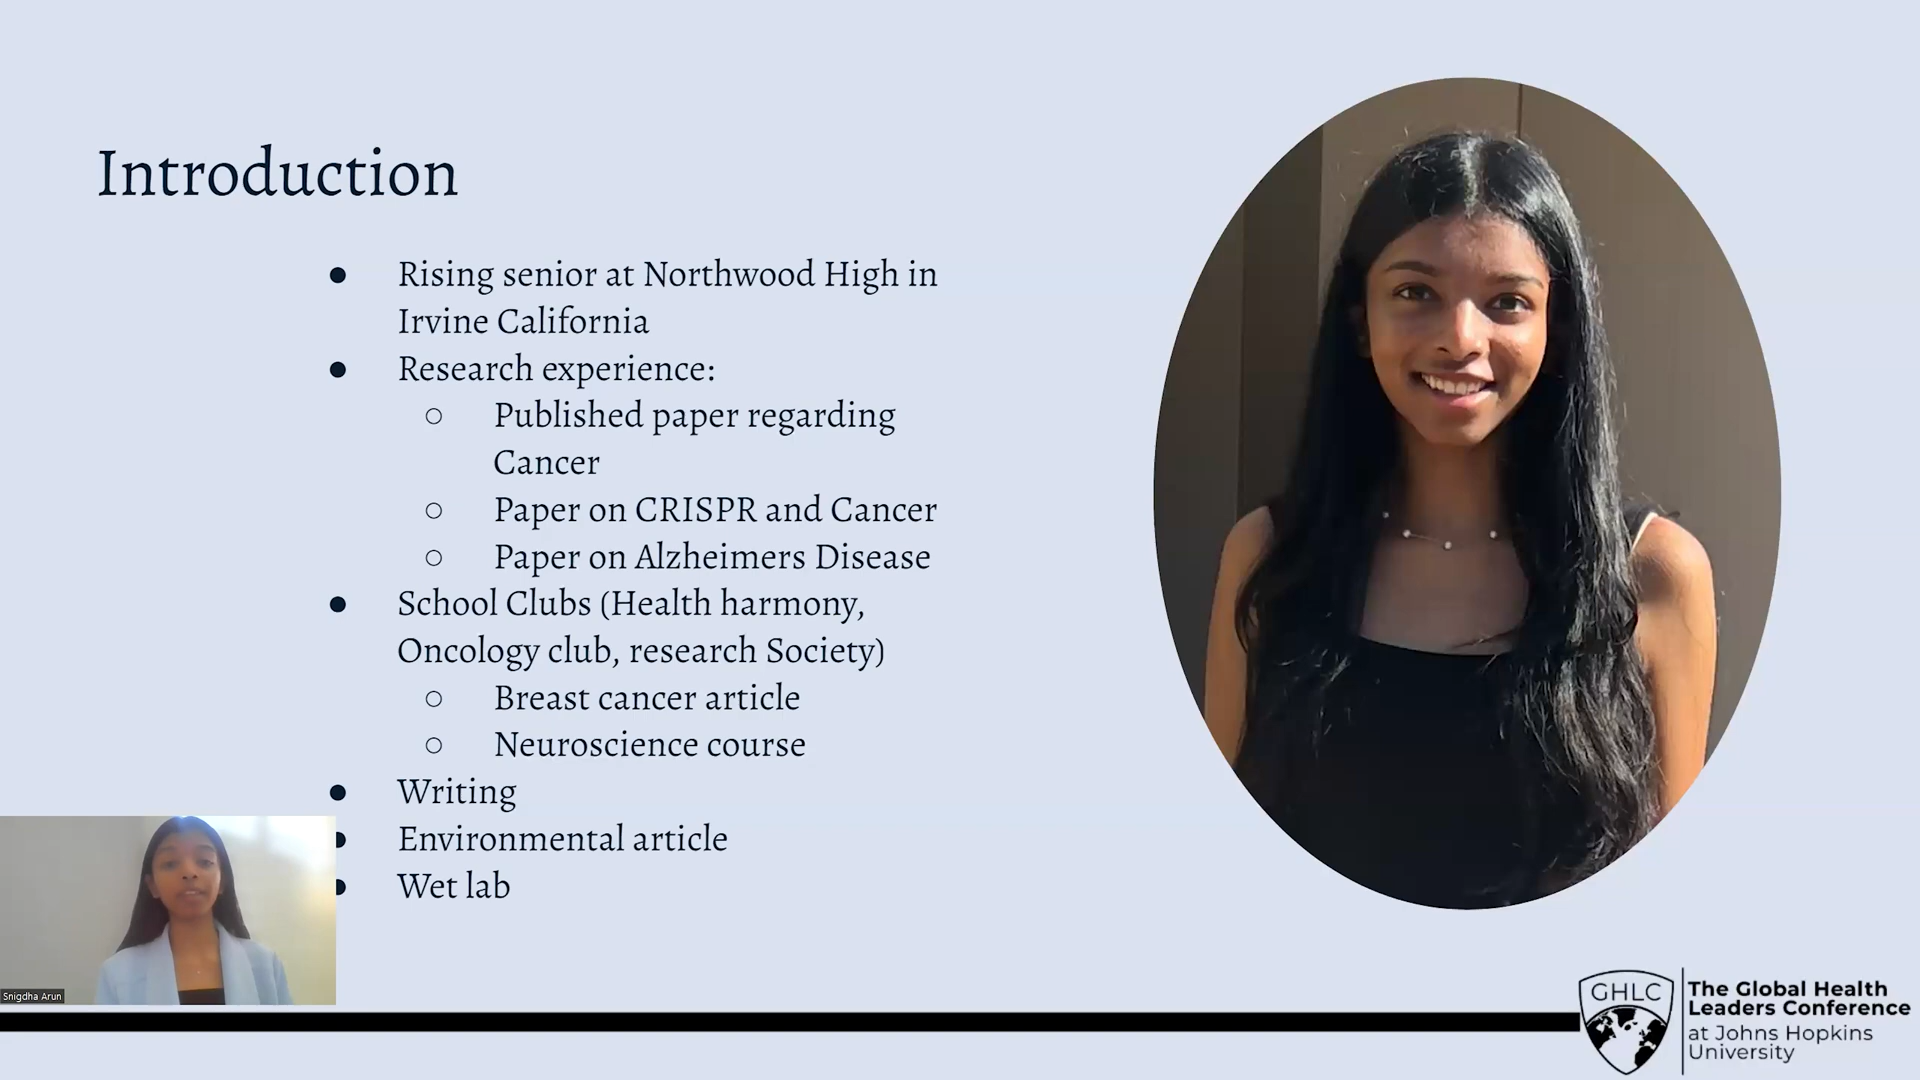 Introduction
● Rising senior at Northwood High in
Irvine California
● Research experience:
○ Published paper regarding
Cancer
○ Paper on CRISPR and Cancer
○ Paper on Alzheimers Disease
● School Clubs (Health harmony,
Oncology club, research Society)
○ Breast cancer article
○ Neuroscience course
● Writing
● Environmental article
● Wet lab
Snigdha Arun
GHLC
The Global Health
Leaders Conference
at Johns Hopkins
University